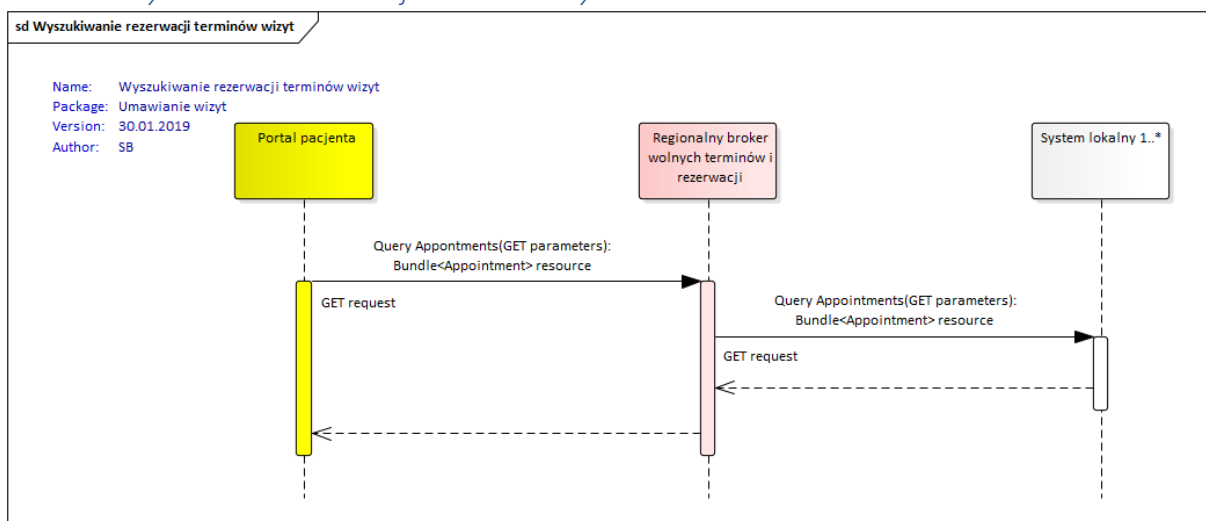 sd Wyszukiwanie rezerwacji terminów wizyt
Name: Wyszukiwanie rezerwacji terminów wizyt
Package: Umawianie wizyt
Version: 30.01.2019
Author: SB
Portal pacjenta
Regionalny broker
wolnych terminów i
rezerwacji
System lokalny 1..*
Query Appontments(GET parameters):
Bundle<Appointment> resource
GET request
Query Appointments(GET parameters):
Bundle<Appointment> resource
GET request